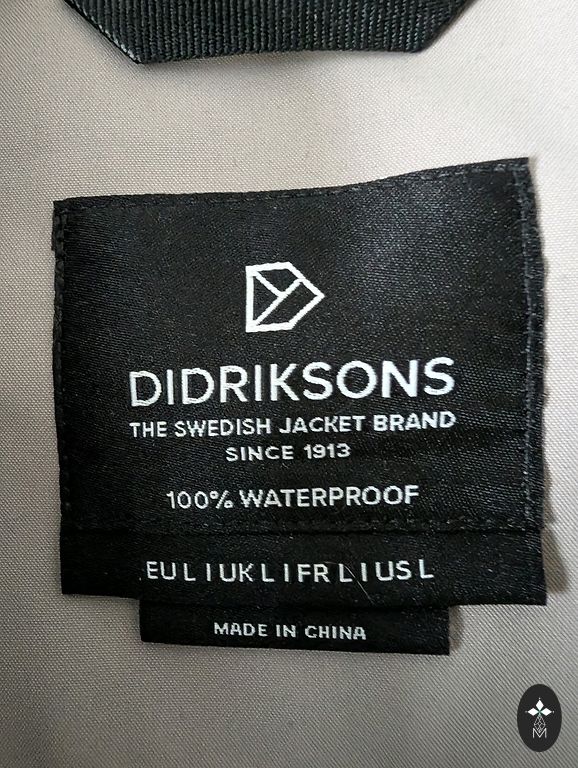 DIDRIKSONS
THE SWEDISH JACKET BRAND
SINCE 1913
100% WATERPROOF
EU L I UK L I FR L I US L
MADE IN CHINA
M